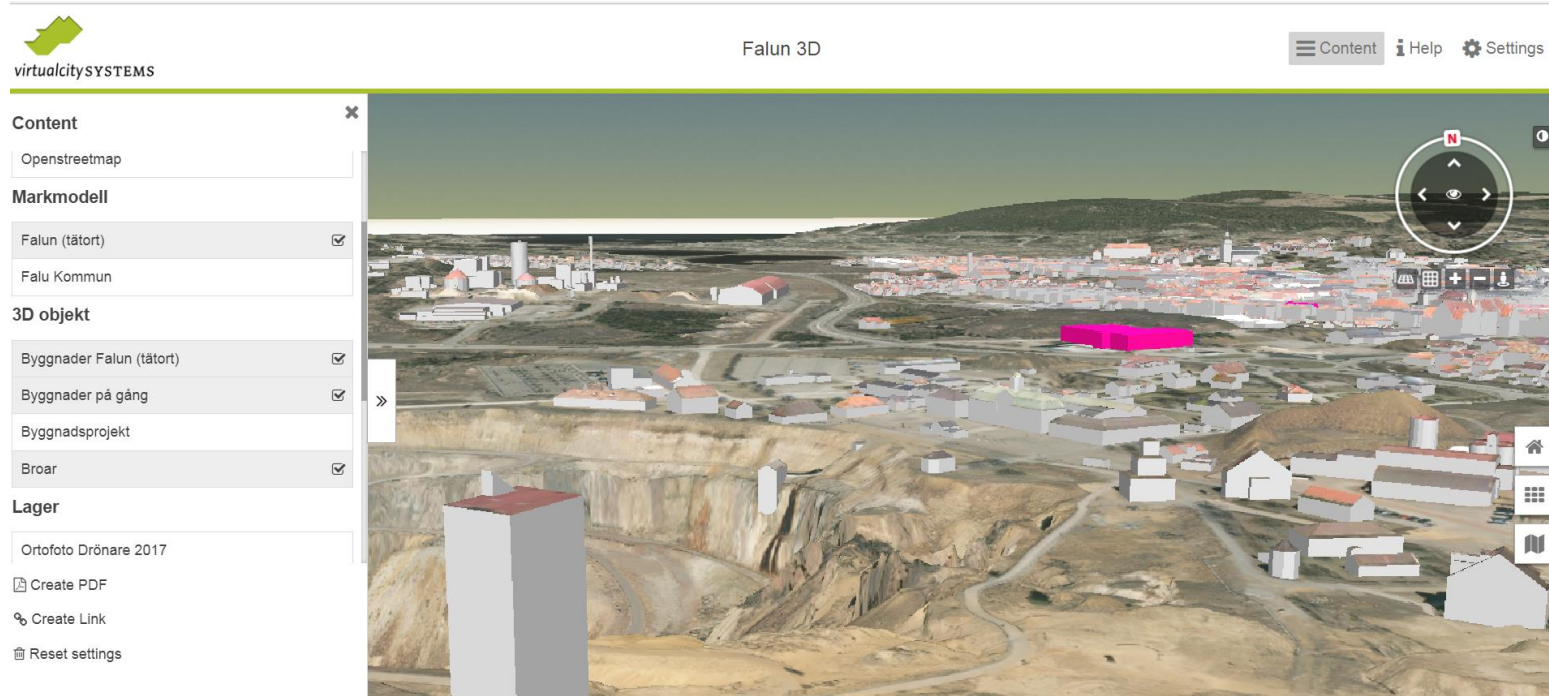 virtualcitySYSTEMS
Falun 3D
Content
Help
Settings
Content
Openstreetmap
Markmodell
Falun (tätort)
Falu Kommun
3D objekt
Byggnader Falun (tätort)
Byggnader på gång
Byggnadsprojekt
Broar
Lager
Ortofoto Drönare 2017
Create PDF
Create Link
Reset settings
N